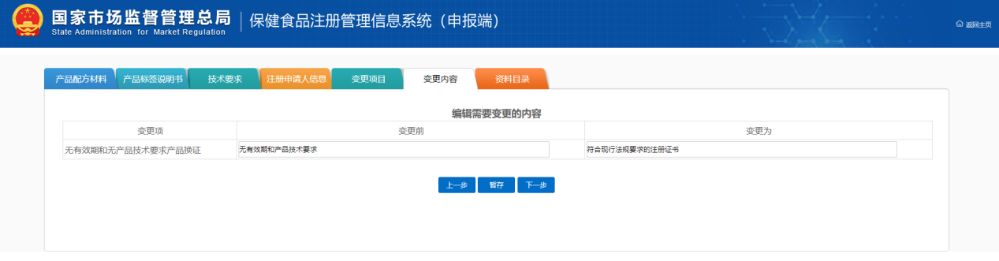 国家市场监督管理总局
State Administration for Market Regulation
保健食品注册管理信息系统（申报端）
返回主页
产品配方材料 产品标签说明书 技术要求 注册申请人信息 变更项目 变更内容 资料目录
编辑需要变更的内容
变更项 变更前 变更为
无有效期和无产品技术要求产品换证 无有效期和产品技术要求 符合现行法规要求的注册证书
上一步 暂存 下一步